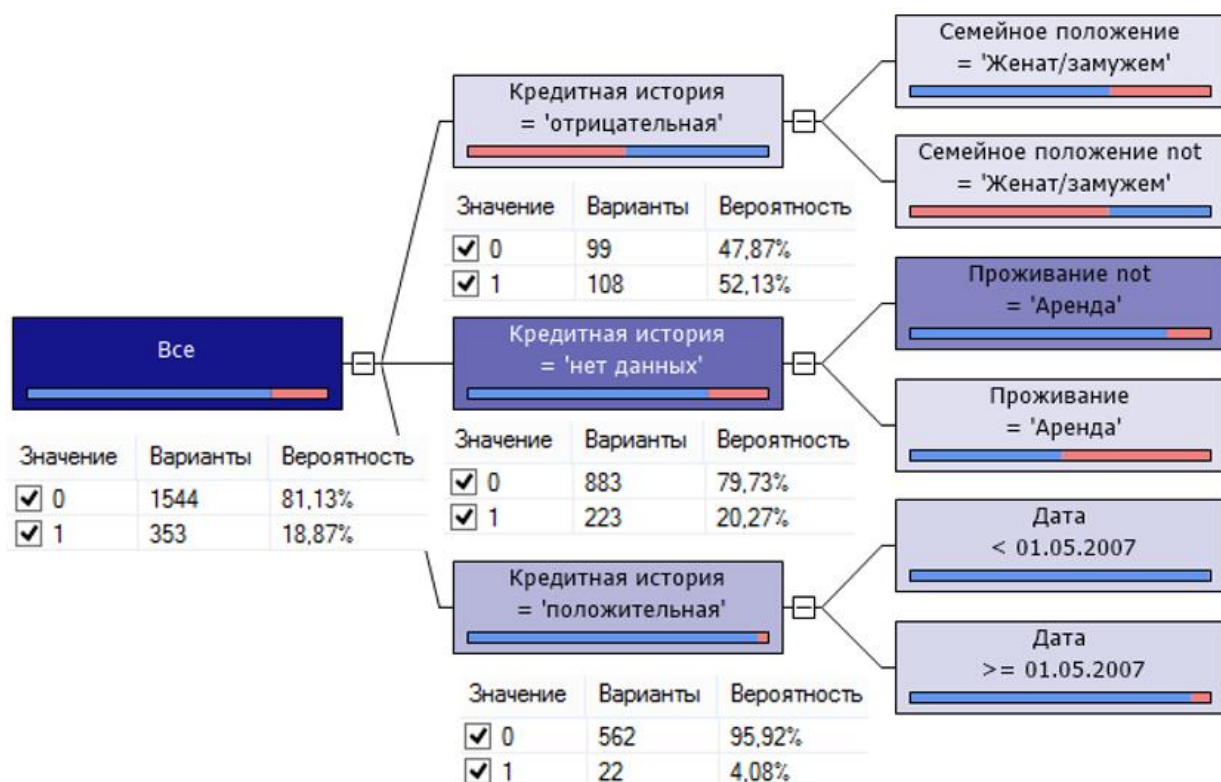 Все
Значение Варианты Вероятность
0 1544 81,13%
1 353 18,87%
Кредитная история
= 'отрицательная'
Значение Варианты Вероятность
0 99 47,87%
1 108 52,13%
Кредитная история
= 'нет данных'
Значение Варианты Вероятность
0 883 79,73%
1 223 20,27%
Кредитная история
= 'положительная'
Значение Варианты Вероятность
0 562 95,92%
1 22 4,08%
Семейное положение
= 'Женат/замужем'
Семейное положение not
= 'Женат/замужем'
Проживание not
= 'Аренда'
Проживание
= 'Аренда'
Дата
< 01.05.2007
Дата
>= 01.05.2007